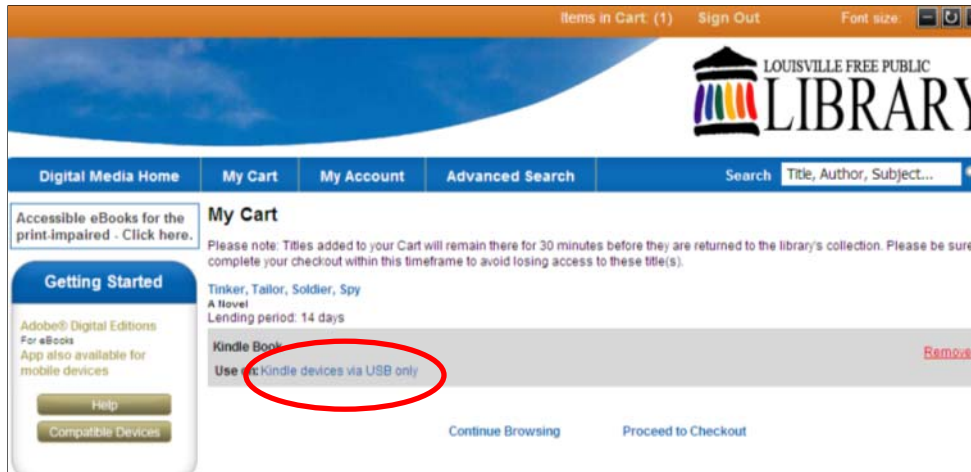 Items in Cart: (1) Sign Out Font size:
LOUISVILLE FREE PUBLIC
LIBRARY
Digital Media Home My Cart My Account Advanced Search Search Title, Author, Subject...
Accessible eBooks for the
print-impaired - Click here.
Getting Started
Adobe® Digital Editions
For eBooks
App also available for
mobile devices
Help
Compatible Devices
My Cart
Please note: Titles added to your Cart will remain there for 30 minutes before they are returned to the library's collection. Please be sure
complete your checkout within this timeframe to avoid losing access to these title(s).
Tinker, Tailor, Soldier, Spy
A Novel
Lending period: 14 days
Kindle Book
Remove
Use on: Kindle devices via USB only
Continue Browsing Proceed to Checkout